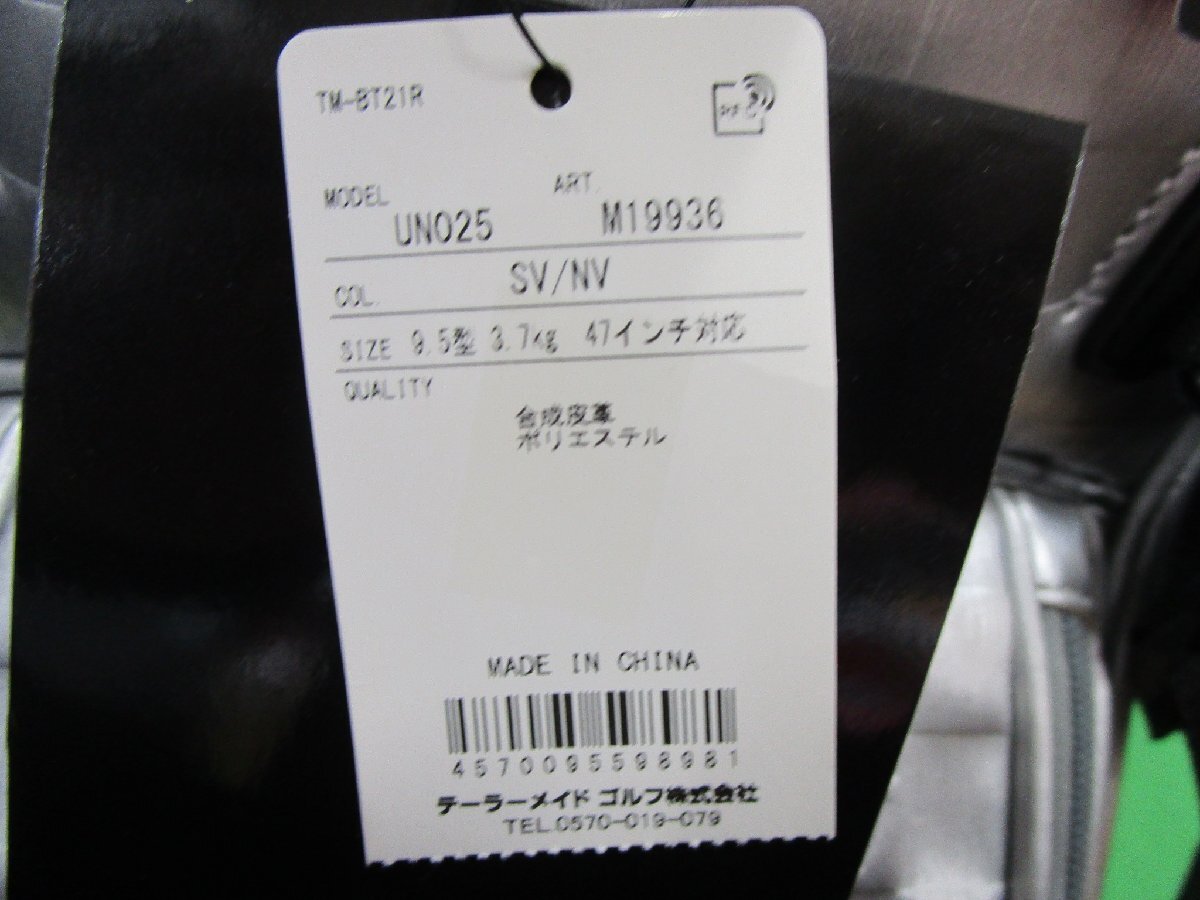 TM-BT21R
MODEL UN025 ART. M19936
COL. SV/NV
SIZE 9.5型 3.7kg 47インチ対応
QUALITY
合成皮革
ポリエステル
MADE IN CHINA
4570095598981
テーラーメイド ゴルフ株式会社
TEL.0570-019-079